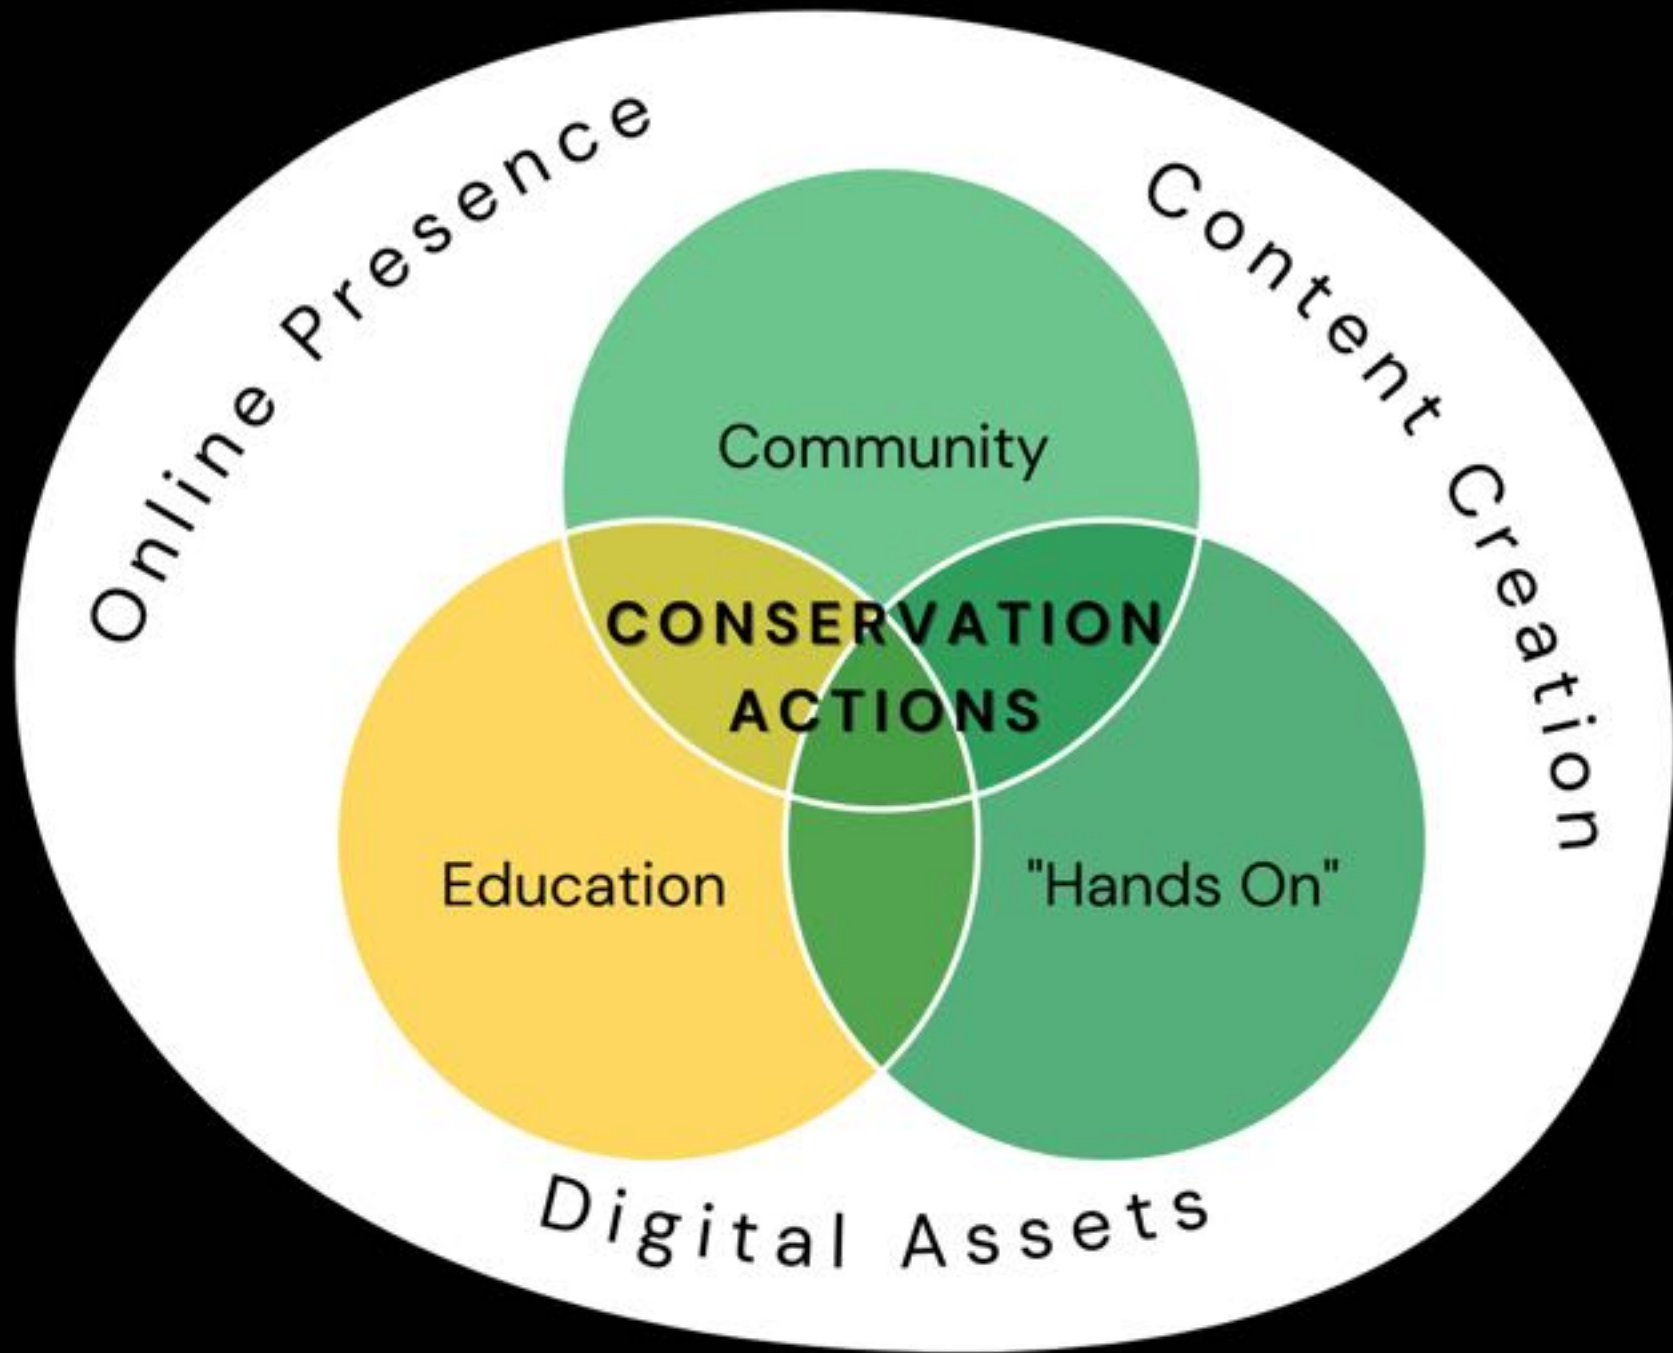 Online Presence
Content Creation
Community
CONSERVATION
ACTIONS
Education
"Hands On"
Digital Assets